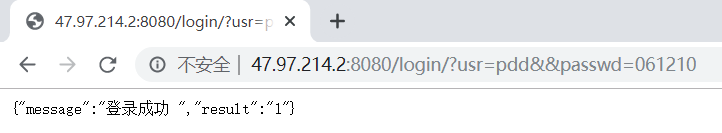 47.97.214.2:8080/login/?usr=p
不安全 | 47.97.214.2:8080/login/?usr=pdd&&passwd=061210
{"message":"登录成功 ","result":"1"}